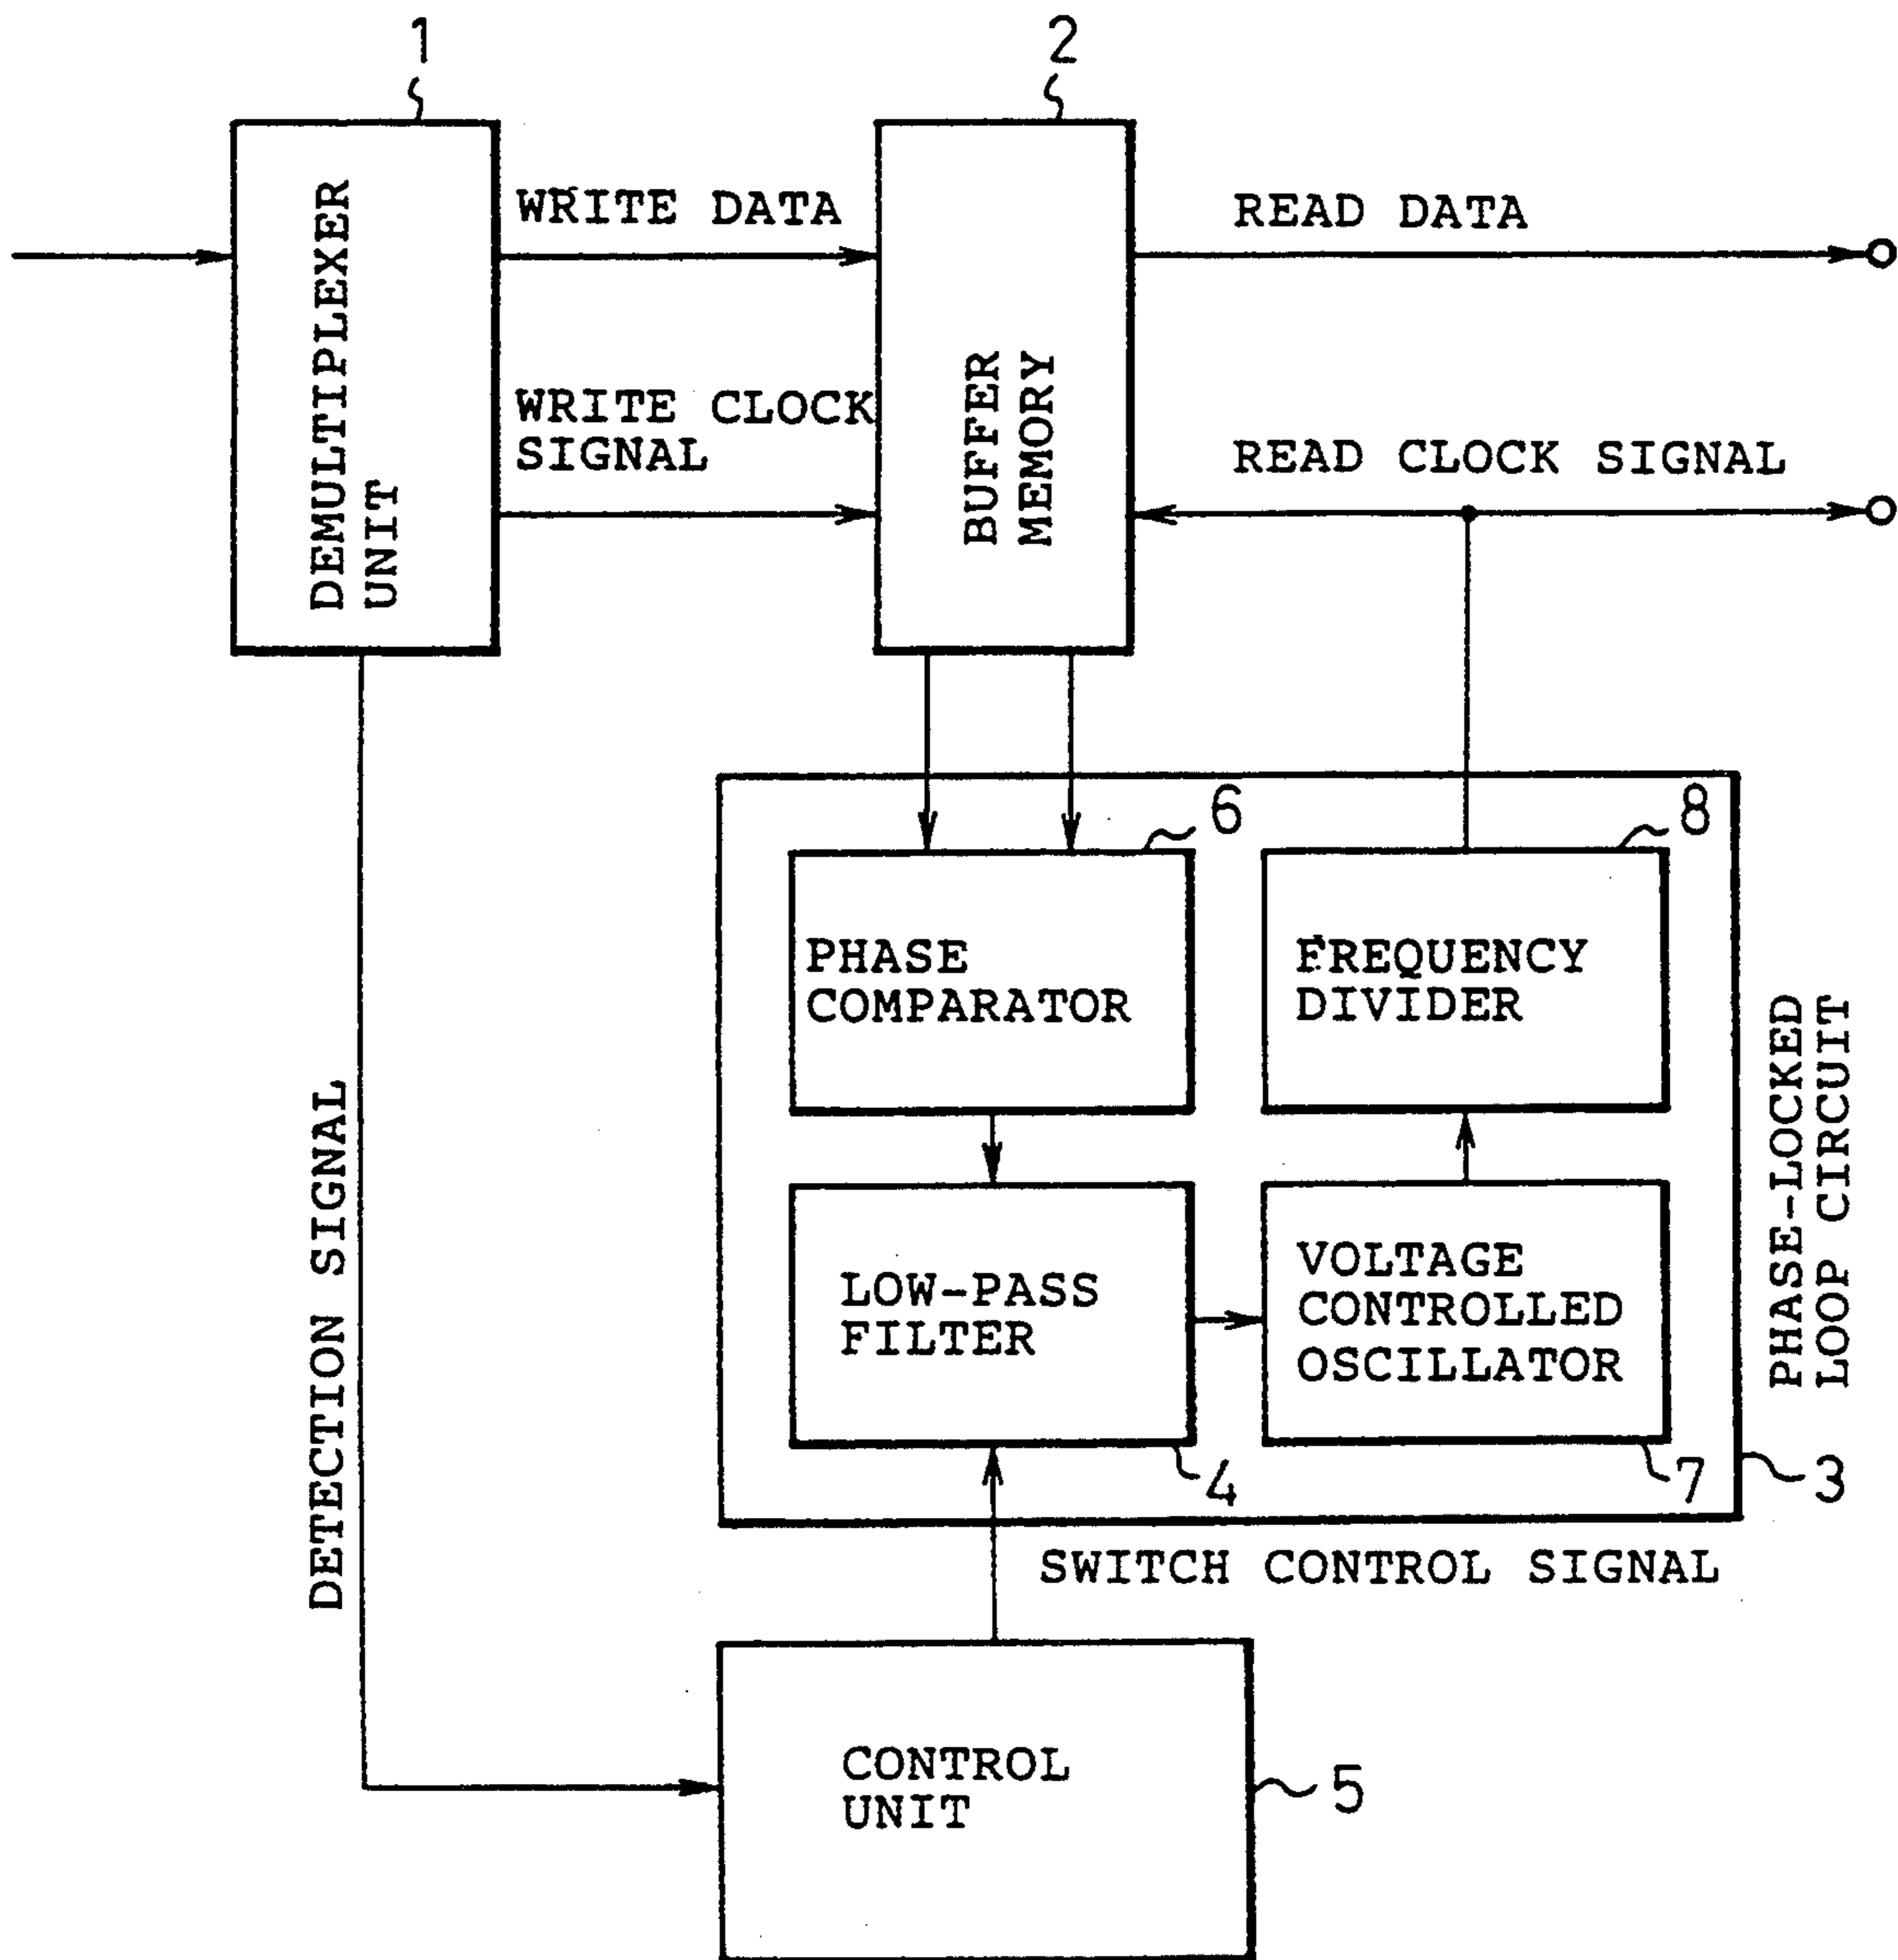 1
2
DEMULTIPLEXER
UNIT
WRITE DATA
WRITE CLOCK
SIGNAL
BUFFER
MEMORY
READ DATA
READ CLOCK SIGNAL
6
8
PHASE
COMPARATOR
FREQUENCY
DIVIDER
LOW-PASS
FILTER
VOLTAGE
CONTROLLED
OSCILLATOR
4
7
3
PHASE-LOCKED
LOOP CIRCUIT
DETECTION SIGNAL
SWITCH CONTROL SIGNAL
CONTROL
UNIT
5